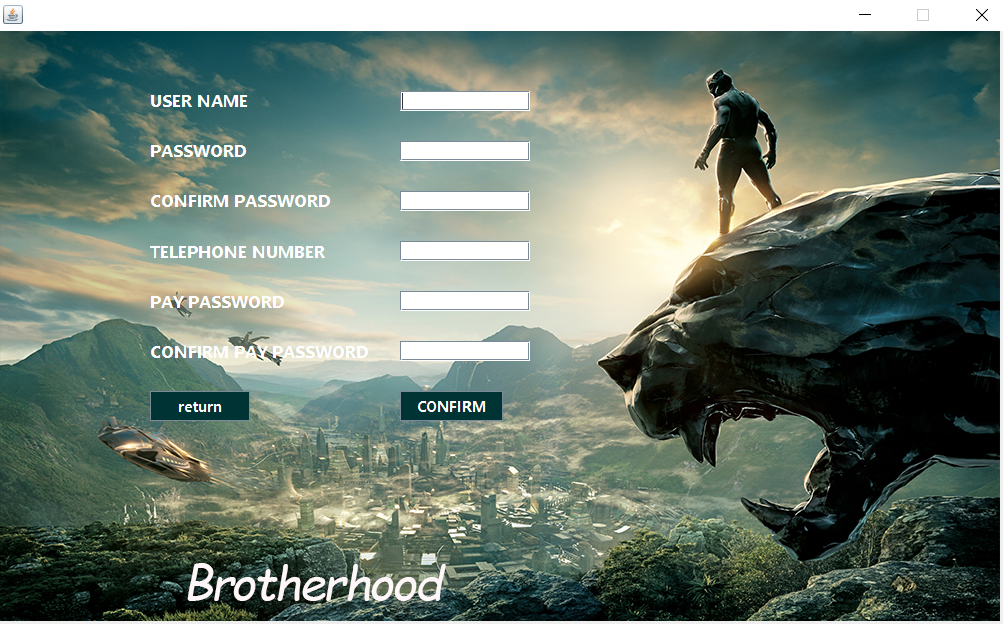 USER NAME
PASSWORD
CONFIRM PASSWORD
TELEPHONE NUMBER
PAY PASSWORD
CONFIRM PAY PASSWORD
return CONFIRM
Brotherhood